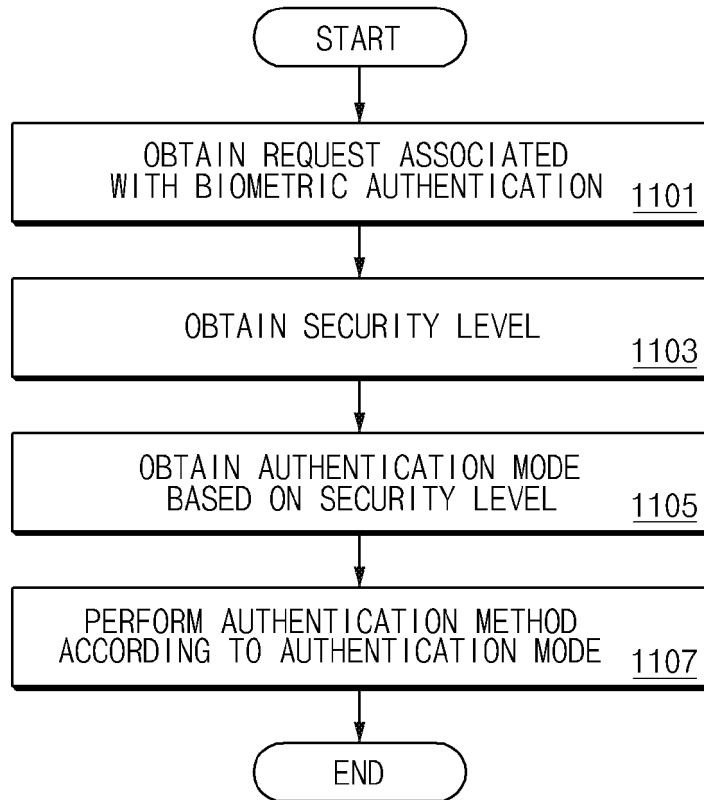 START
OBTAIN REQUEST ASSOCIATED
WITH BIOMETRIC AUTHENTICATION
1101
OBTAIN SECURITY LEVEL
1103
OBTAIN AUTHENTICATION MODE
BASED ON SECURITY LEVEL
1105
PERFORM AUTHENTICATION METHOD
ACCORDING TO AUTHENTICATION MODE
1107
END